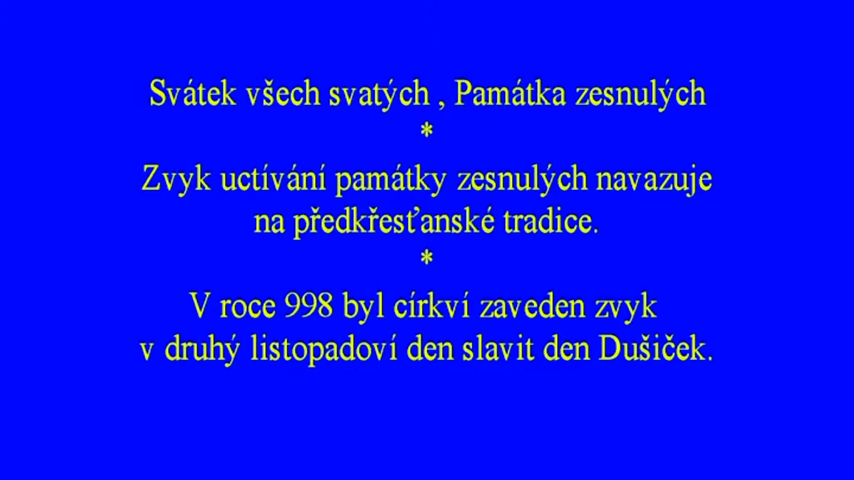 Svátek všech svatých , Památka zesnulých
*
Zvyk uctívání památky zesnulých navazuje
na předkřesťanské tradice.
*
V roce 998 byl církví zaveden zvyk
v druhý listopadoví den slavit den Dušiček.